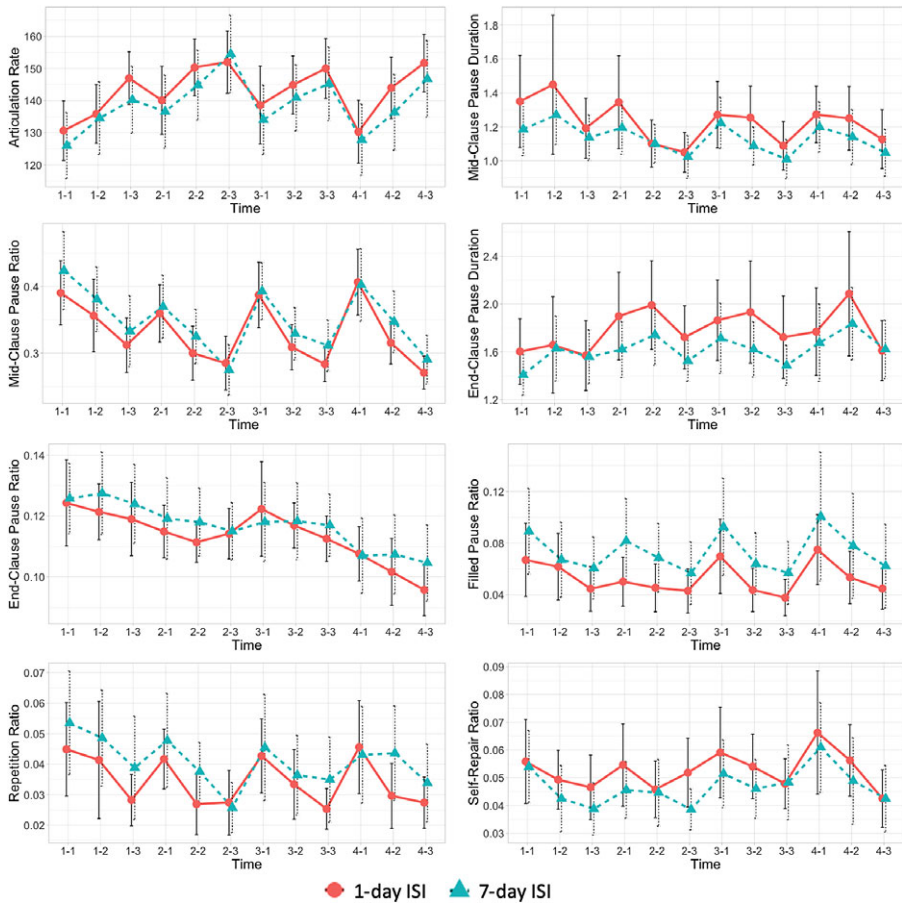 Articulation Rate
160
150
140
130
120
1-1 1-2 1-3 2-1 2-2 2-3 3-1 3-2 3-3 4-1 4-2 4-3
Time
Mid-Clause Pause Duration
1.8
1.6
1.4
1.2
1.0
1-1 1-2 1-3 2-1 2-2 2-3 3-1 3-2 3-3 4-1 4-2 4-3
Time
Mid-Clause Pause Ratio
0.4
0.3
1-1 1-2 1-3 2-1 2-2 2-3 3-1 3-2 3-3 4-1 4-2 4-3
Time
End-Clause Pause Duration
2.4
2.0
1.6
1.2
1-1 1-2 1-3 2-1 2-2 2-3 3-1 3-2 3-3 4-1 4-2 4-3
Time
End-Clause Pause Ratio
0.14
0.12
0.10
1-1 1-2 1-3 2-1 2-2 2-3 3-1 3-2 3-3 4-1 4-2 4-3
Time
Filled Pause Ratio
0.12
0.08
0.04
1-1 1-2 1-3 2-1 2-2 2-3 3-1 3-2 3-3 4-1 4-2 4-3
Time
Repetition Ratio
0.07
0.06
0.05
0.04
0.03
0.02
1-1 1-2 1-3 2-1 2-2 2-3 3-1 3-2 3-3 4-1 4-2 4-3
Time
Self-Repair Ratio
0.09
0.08
0.07
0.06
0.05
0.04
0.03
1-1 1-2 1-3 2-1 2-2 2-3 3-1 3-2 3-3 4-1 4-2 4-3
Time
1-day ISI 7-day ISI